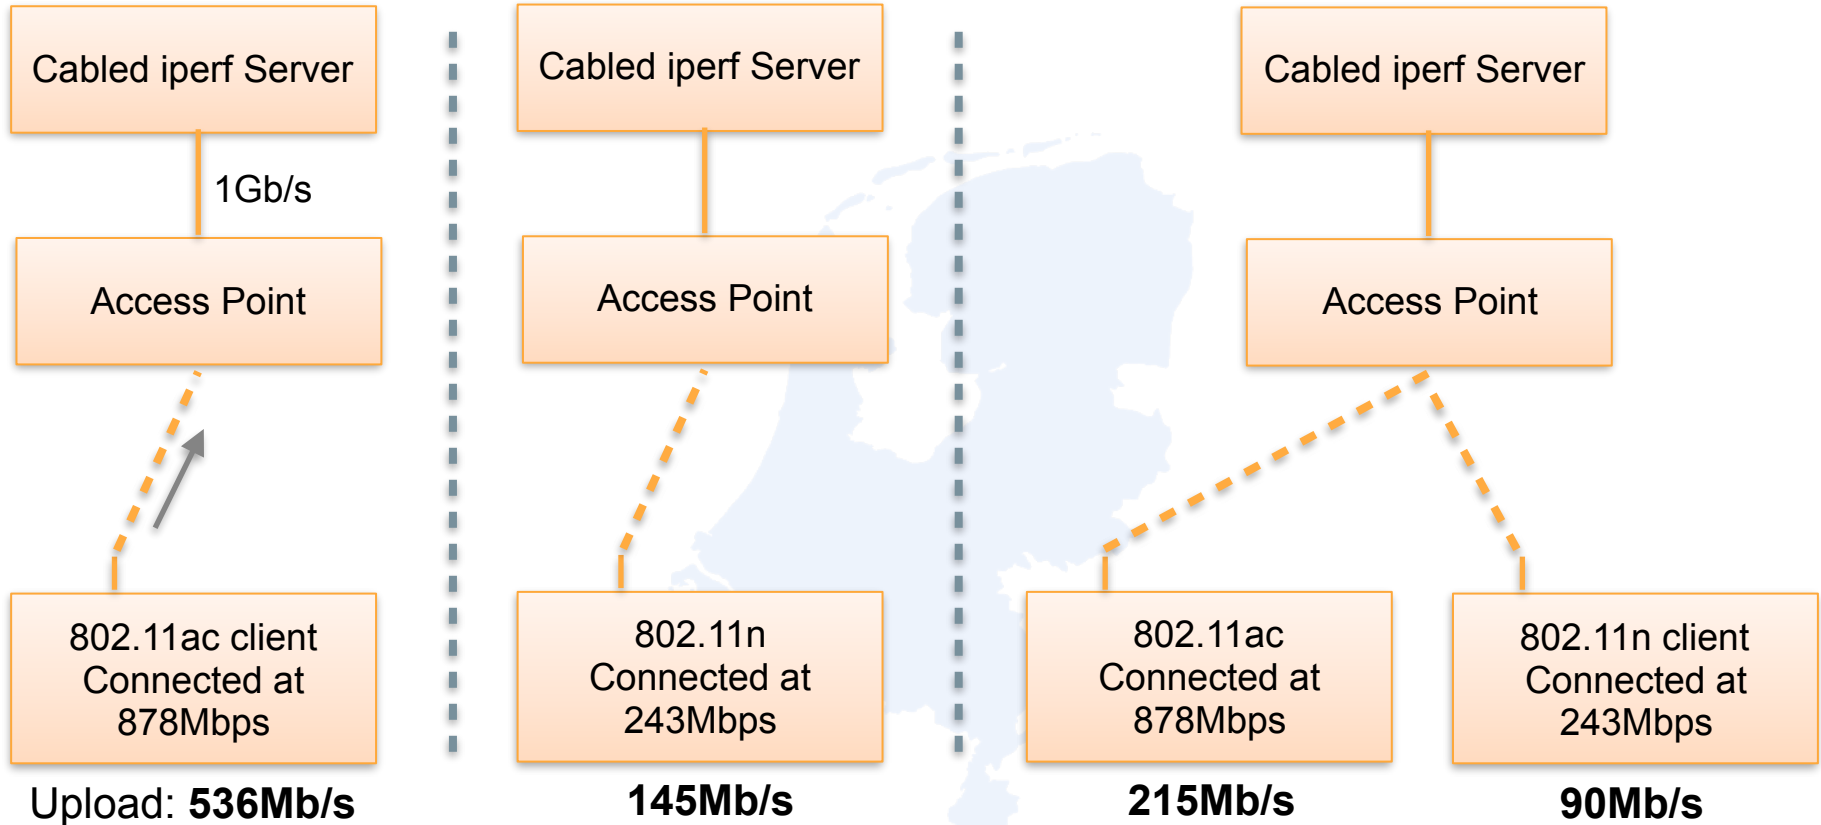 Cabled iperf Server
1Gb/s
Access Point
802.11ac client
Connected at
878Mbps
Upload: 536Mb/s
Cabled iperf Server
Access Point
802.11n
Connected at
243Mbps
145Mb/s
Cabled iperf Server
Access Point
802.11ac
Connected at
878Mbps
215Mb/s
802.11n client
Connected at
243Mbps
90Mb/s